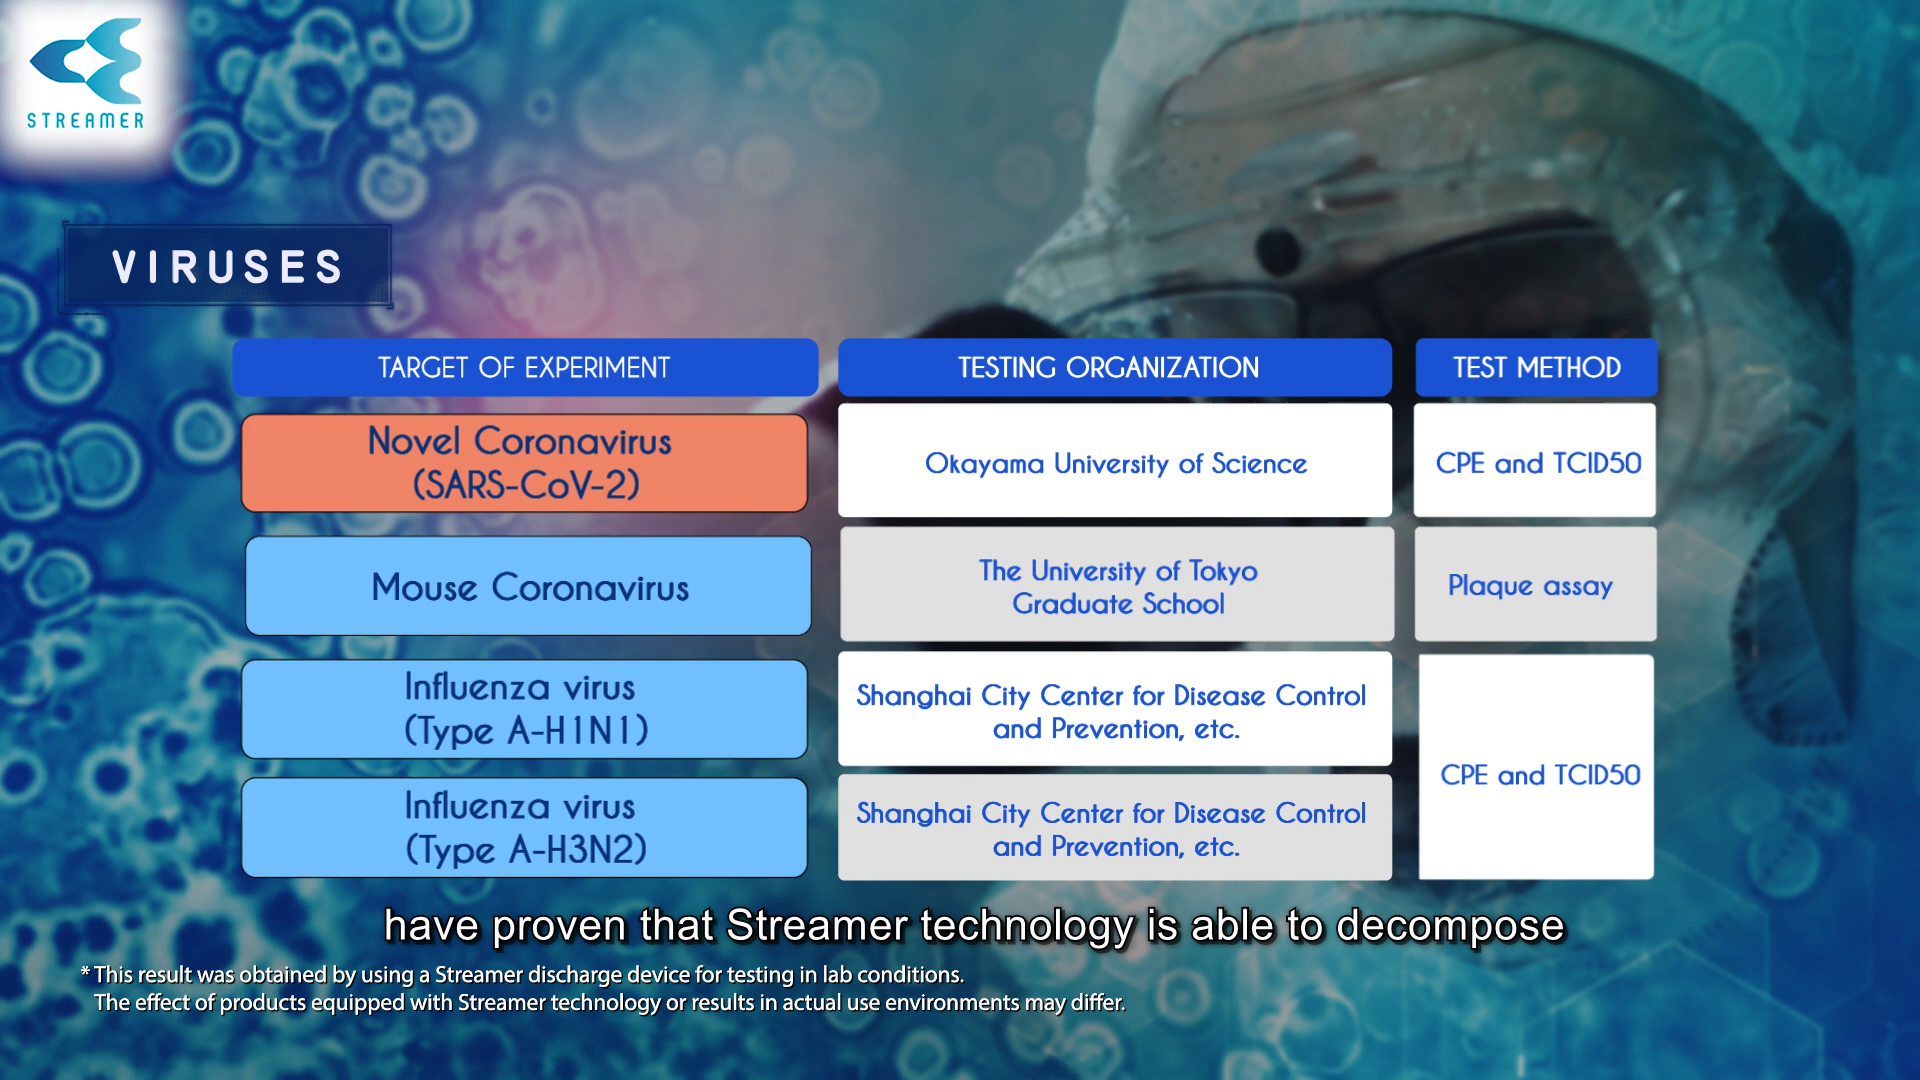 STREAMER
VIRUSES
TARGET OF EXPERIMENT
TESTING ORGANIZATION
TEST METHOD
Novel Coronavirus
(SARS-CoV-2)
Okayama University of Science
CPE and TCID50
Mouse Coronavirus
The University of Tokyo
Graduate School
Plaque assay
Influenza virus
(Type A-H1N1)
Shanghai City Center for Disease Control
and Prevention, etc.
CPE and TCID50
Influenza virus
(Type A-H3N2)
Shanghai City Center for Disease Control
and Prevention, etc.
have proven that Streamer technology is able to decompose
* This result was obtained by using a Streamer discharge device for testing in lab conditions.
The effect of products equipped with Streamer technology or results in actual use environments may differ.